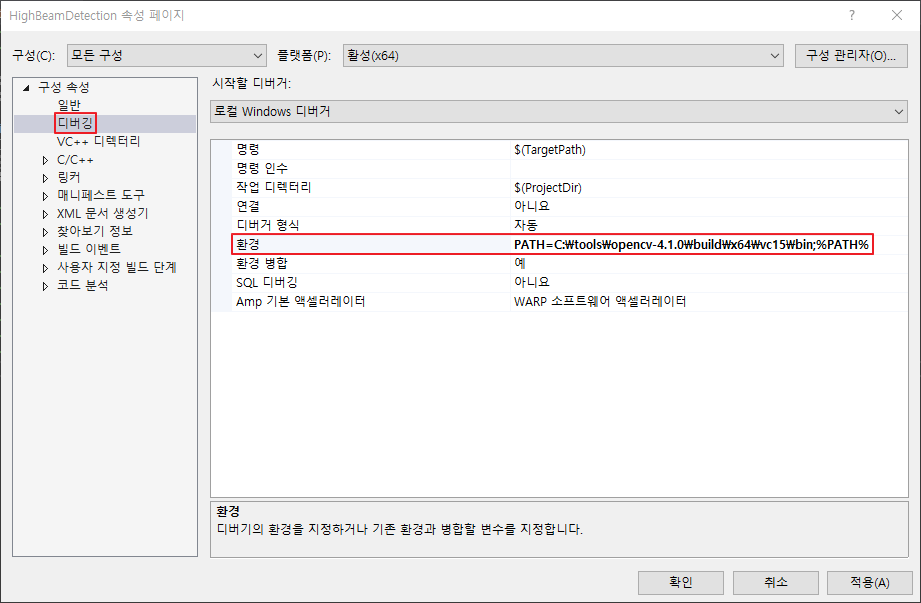 HighBeamDetection 속성 페이지
구성(C): 모든 구성 플랫폼(P): 활성(x64) 구성 관리자(O)...
구성 속성
일반
디버깅
VC++ 디렉터리
C/C++
링커
매니페스트 도구
XML 문서 생성기
찾아보기 정보
빌드 이벤트
사용자 지정 빌드 단계
코드 분석
시작할 디버거:
로컬 Windows 디버거
명령 $(TargetPath)
명령 인수
작업 디렉터리 $(ProjectDir)
연결 아니요
디버거 형식 자동
환경 PATH=C:₩tools₩opencv-4.1.0₩build₩x64₩vc15₩bin;%PATH%
환경 병합 예
SQL 디버깅 아니요
Amp 기본 액셀러레이터 WARP 소프트웨어 액셀러레이터
환경
디버기의 환경을 지정하거나 기존 환경과 병합할 변수를 지정합니다.
확인 취소 적용(A)